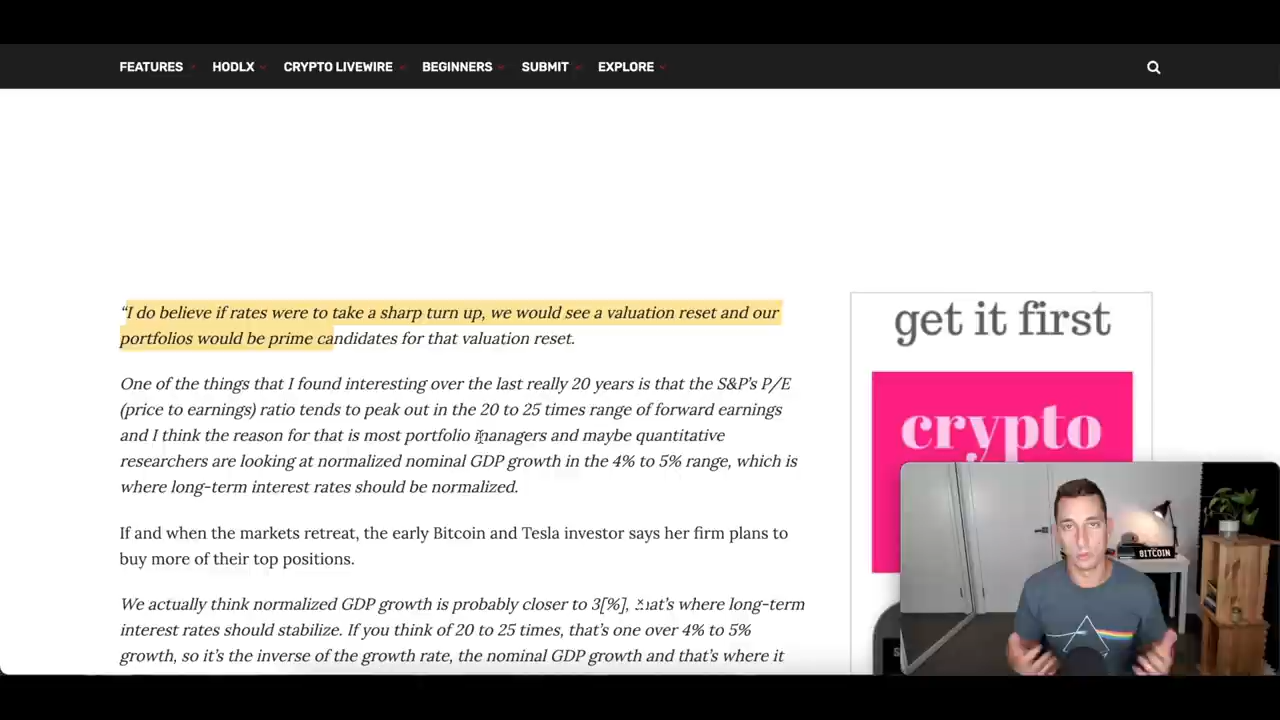 FEATURES HODLX CRYPTO LIVEWIRE BEGINNERS SUBMIT EXPLORE
“I do believe if rates were to take a sharp turn up, we would see a valuation reset and our
portfolios would be prime candidates for that valuation reset.
One of the things that I found interesting over the last really 20 years is that the S&P’s P/E
(price to earnings) ratio tends to peak out in the 20 to 25 times range of forward earnings
and I think the reason for that is most portfolio managers and maybe quantitative
researchers are looking at normalized nominal GDP growth in the 4% to 5% range, which is
where long-term interest rates should be normalized.
If and when the markets retreat, the early Bitcoin and Tesla investor says her firm plans to
buy more of their top positions.
We actually think normalized GDP growth is probably closer to 3[%], that’s where long-term
interest rates should stabilize. If you think of 20 to 25 times, that’s one over 4% to 5%
growth, so it’s the inverse of the growth rate, the nominal GDP growth and that’s where it
get it first
crypto
BITCOIN